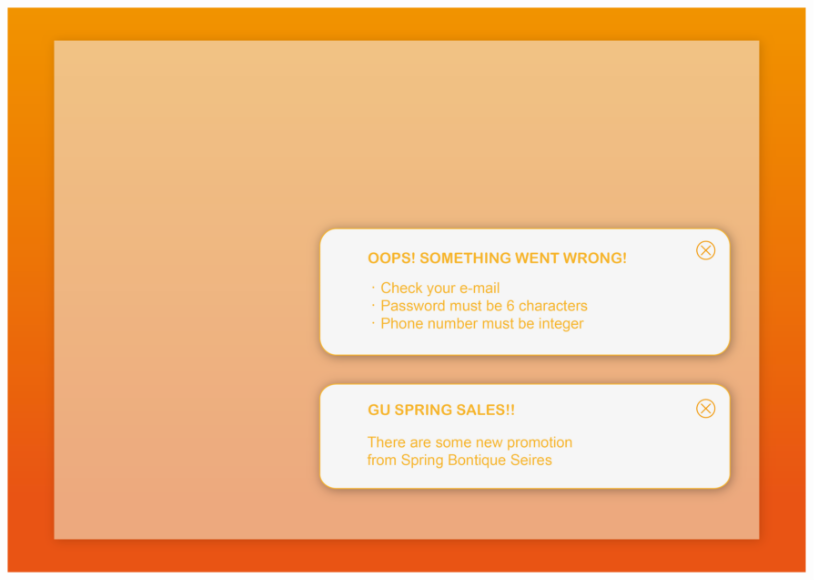 OOPS! SOMETHING WENT WRONG!
· Check your e-mail
· Password must be 6 characters
· Phone number must be integer
GU SPRING SALES!!
There are some new promotion
from Spring Bontique Seires